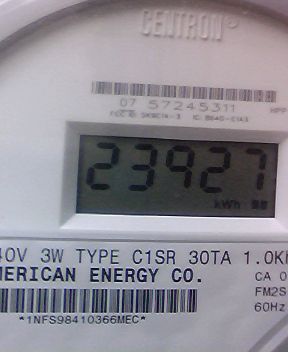 CENTRON
07 57245311
23927
kWh
40V 3W TYPE C1SR 30TA 1.0K
MERICAN ENERGY CO.
CA 0
FM2S
60Hz
*1NFS98410366MEC*